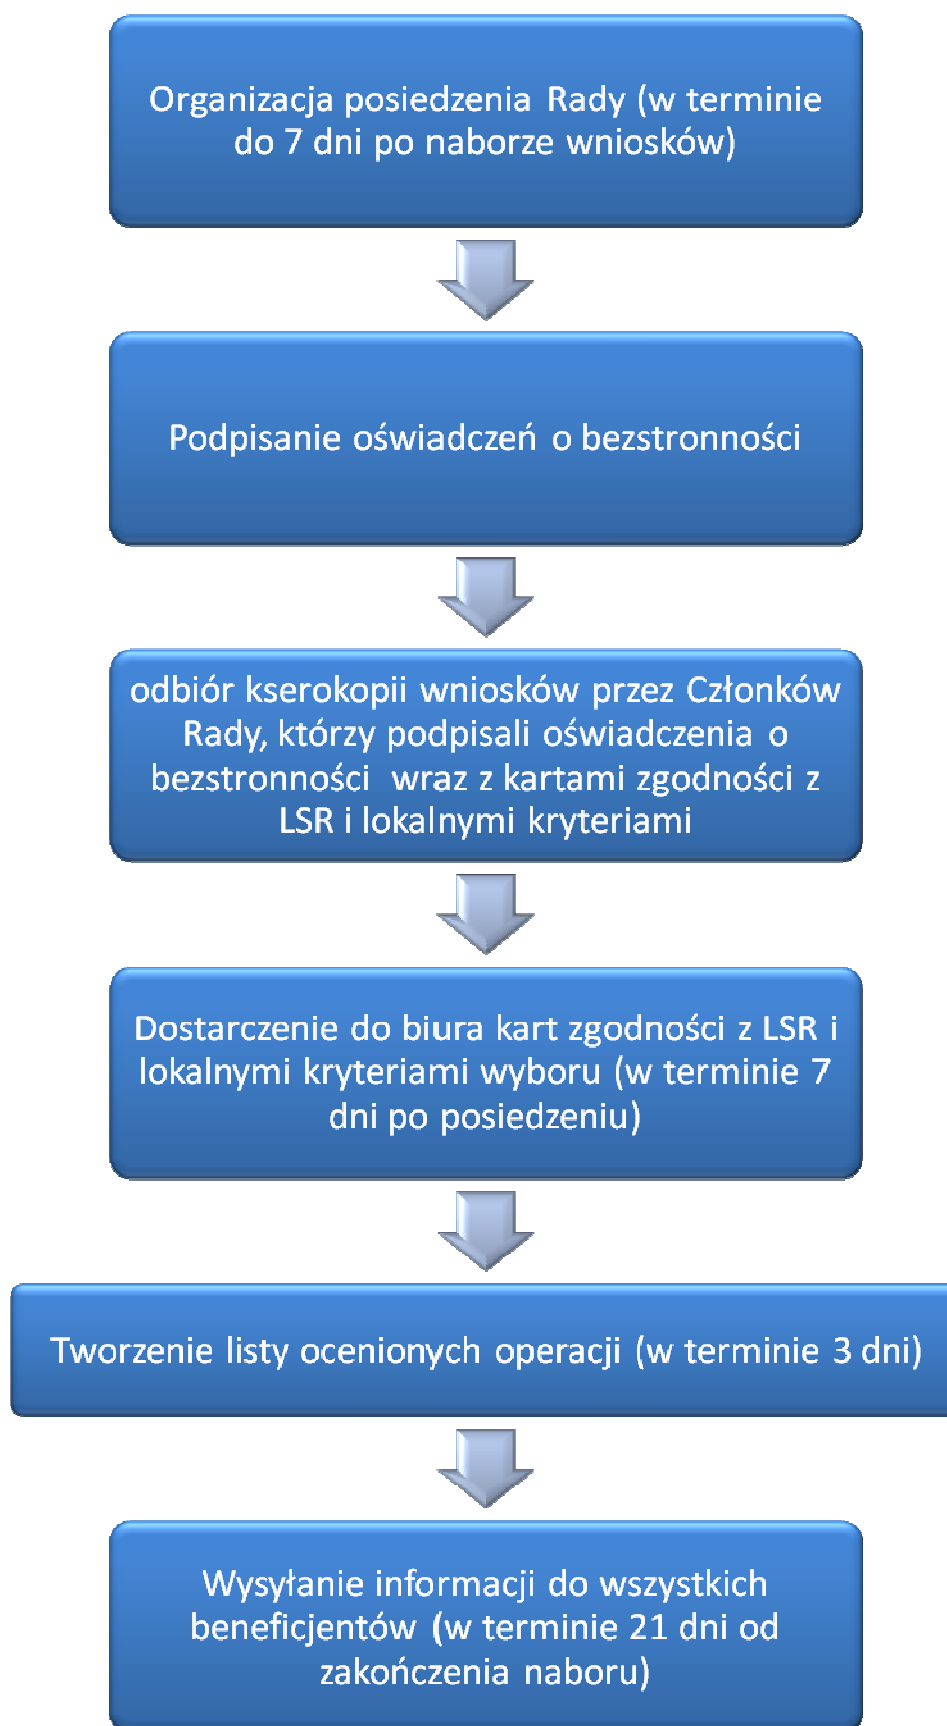 Organizacja posiedzenia Rady (w terminie
do 7 dni po naborze wniosków)
Podpisanie oświadczeń o bezstronności
odbiór kserokopii wniosków przez Członków
Rady, którzy podpisali oświadczenia o
bezstronności wraz z kartami zgodności z
LSR i lokalnymi kryteriami
Dostarczenie do biura kart zgodności z LSR i
lokalnymi kryteriami wyboru (w terminie 7
dni po posiedzeniu)
Tworzenie listy ocenionych operacji (w terminie 3 dni)
Wysyłanie informacji do wszystkich
beneficjentów (w terminie 21 dni od
zakończenia naboru)